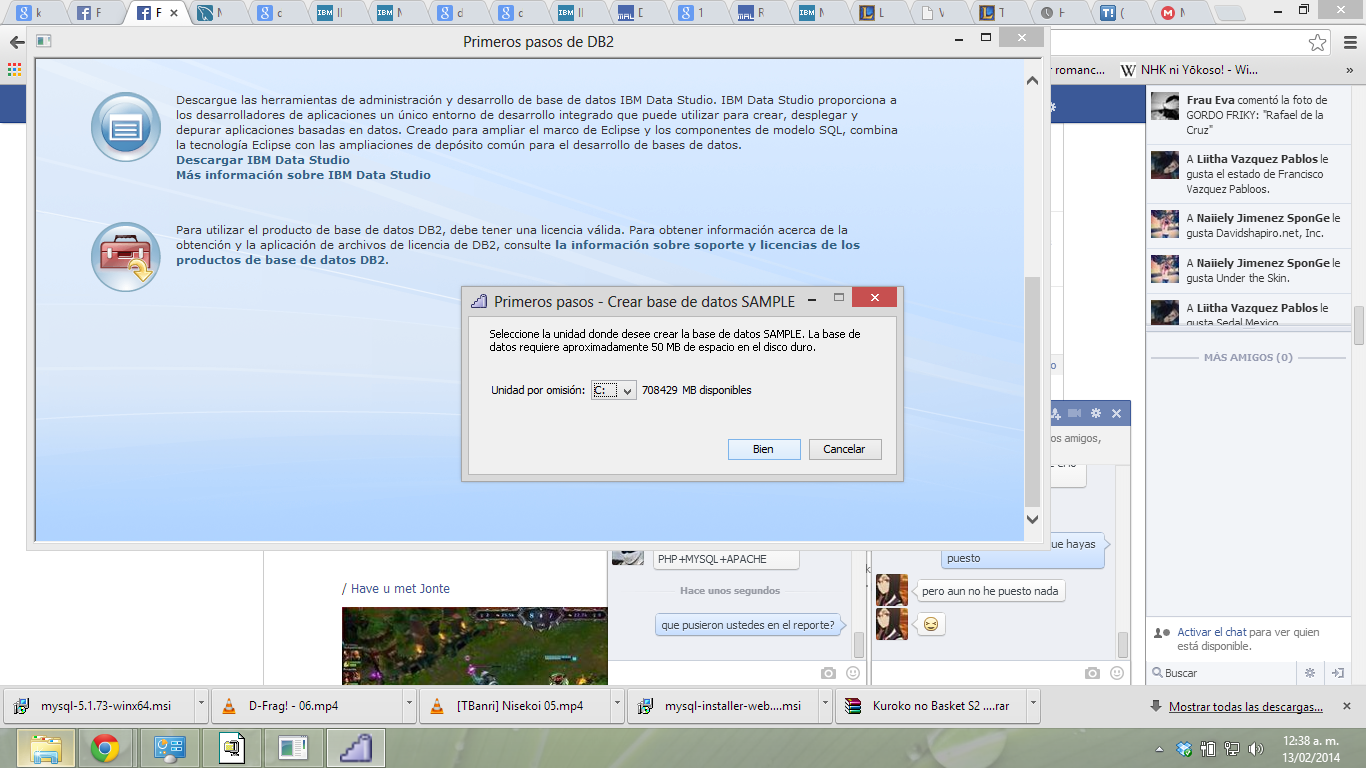 k
F
F
N
c
IBM
IBM
d
c
IBM
MAL
1
MAL
IBM
L
V
T
H
T! (
M
Primeros pasos de DB2
r romanc...
W NHK ni Yōkoso! - Wi...
»
Descargue las herramientas de administración y desarrollo de base de datos IBM Data Studio. IBM Data Studio proporciona a
los desarrolladores de aplicaciones un único entorno de desarrollo integrado que puede utilizar para crear, desplegar y
depurar aplicaciones basadas en datos. Creado para ampliar el marco de Eclipse y los componentes de modelo SQL, combina
la tecnología Eclipse con las ampliaciones de depósito común para el desarrollo de bases de datos.
Descargar IBM Data Studio
Más información sobre IBM Data Studio
Para utilizar el producto de base de datos DB2, debe tener una licencia válida. Para obtener información acerca de la
obtención y la aplicación de archivos de licencia de DB2, consulte la información sobre soporte y licencias de los
productos de base de datos DB2.
Primeros pasos - Crear base de datos SAMPLE
Seleccione la unidad donde desee crear la base de datos SAMPLE. La base de
datos requiere aproximadamente 50 MB de espacio en el disco duro.
Unidad por omisión: C: 708429 MB disponibles
Bien
Cancelar
Frau Eva comentó la foto de
GORDO FRIKY: "Rafael de la
Cruz"
A Liitha Vazquez Pablos le
gusta el estado de Francisco
Vazquez Pabloos.
A Naiiely Jimenez SponGe le
gusta Davidshapiro.net, Inc.
A Naiiely Jimenez SponGe le
gusta Under the Skin.
A Liitha Vazquez Pablos le
gusta Sedal Mexico
MÁS AMIGOS (0)
os amigos,
/ Have u met Jonte
PHP+MYSQL+APACHE
Hace unos segundos
que pusieron ustedes en el reporte?
ue hayas
puesto
pero aun no he puesto nada
Activar el chat para ver quien
está disponible.
Buscar
mysql-5.1.73-winx64.msi
D-Frag! - 06.mp4
[TBanri] Nisekoi 05.mp4
mysql-installer-web....msi
Kuroko no Basket S2 ....rar
Mostrar todas las descargas...
12:38 a. m.
13/02/2014